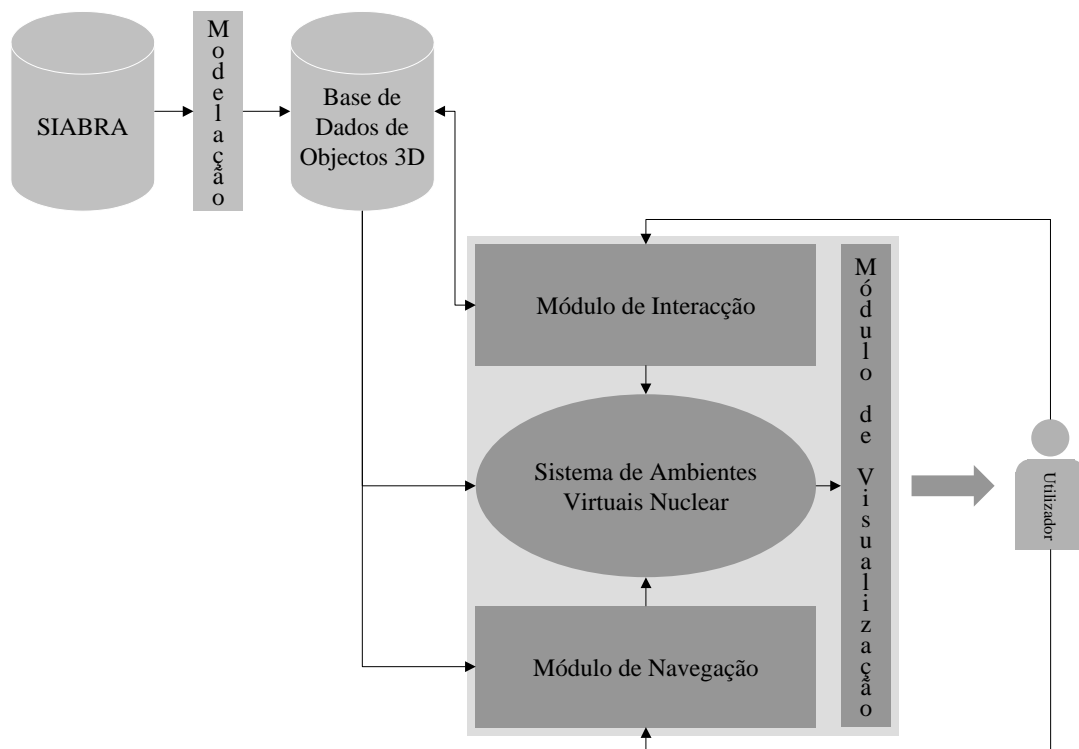 SIABRA
Modelação
Base de
Dados de
Objectos 3D
Módulo de Interacção
Sistema de Ambientes
Virtuais Nuclear
Módulo de Navegação
Módulo de Visualização
Utilizador